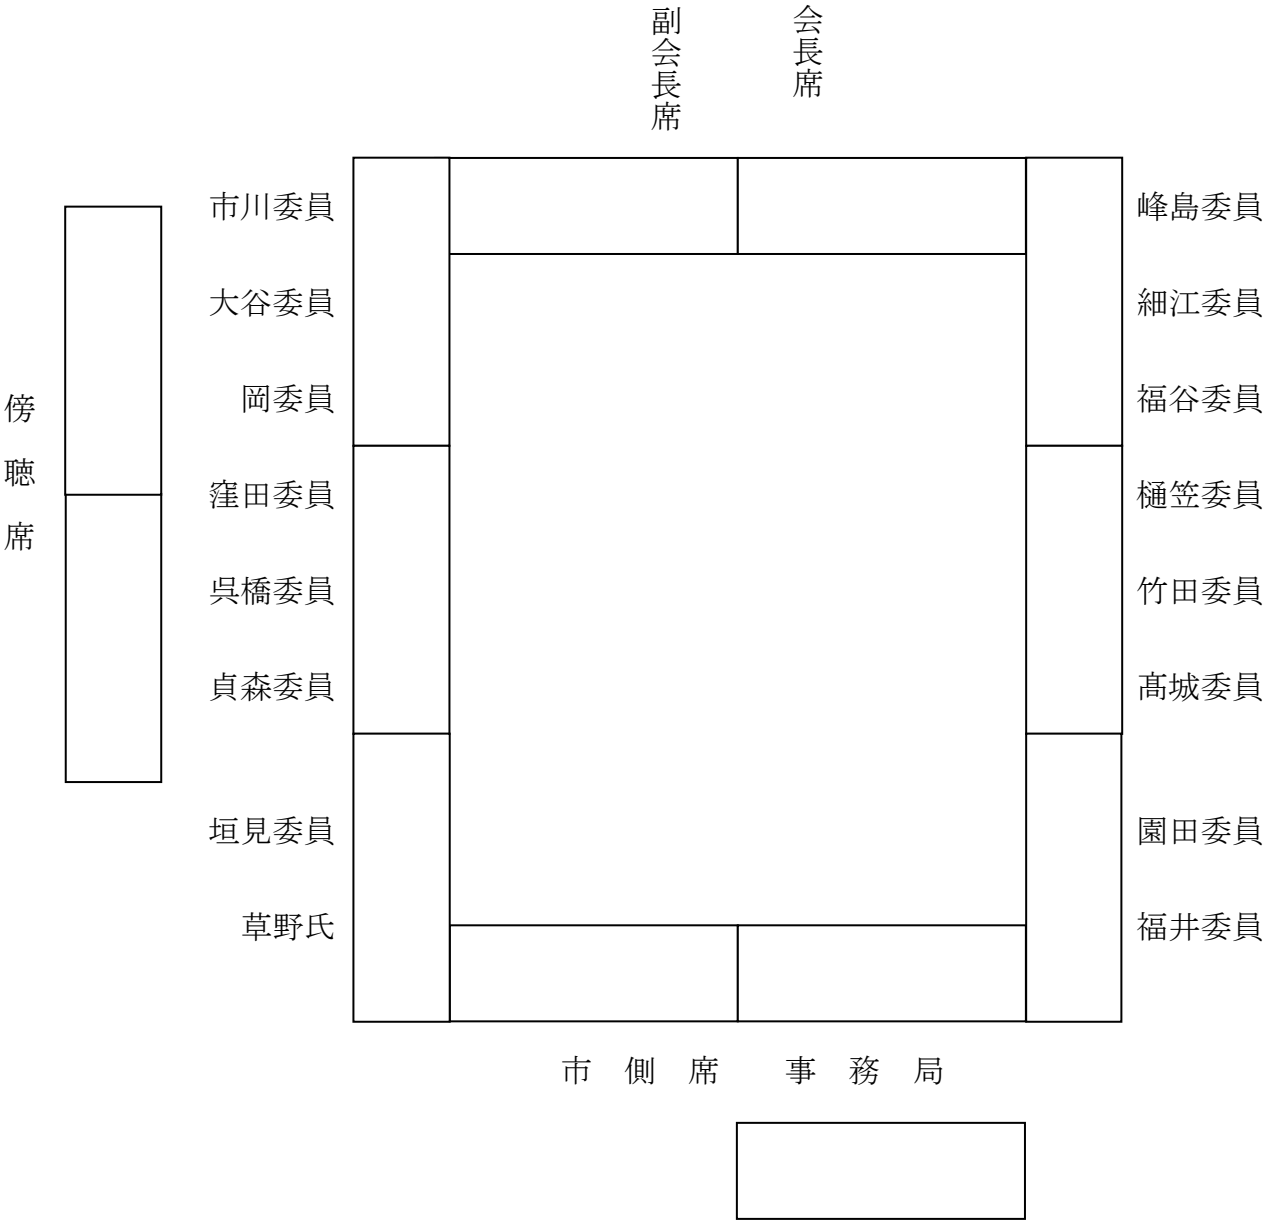 副会長席
会長席
市川委員
大谷委員
岡委員
窪田委員
呉橋委員
貞森委員
垣見委員
草野氏
峰島委員
細江委員
福谷委員
樋笠委員
竹田委員
髙城委員
園田委員
福井委員
傍聴席
市側席 事務局